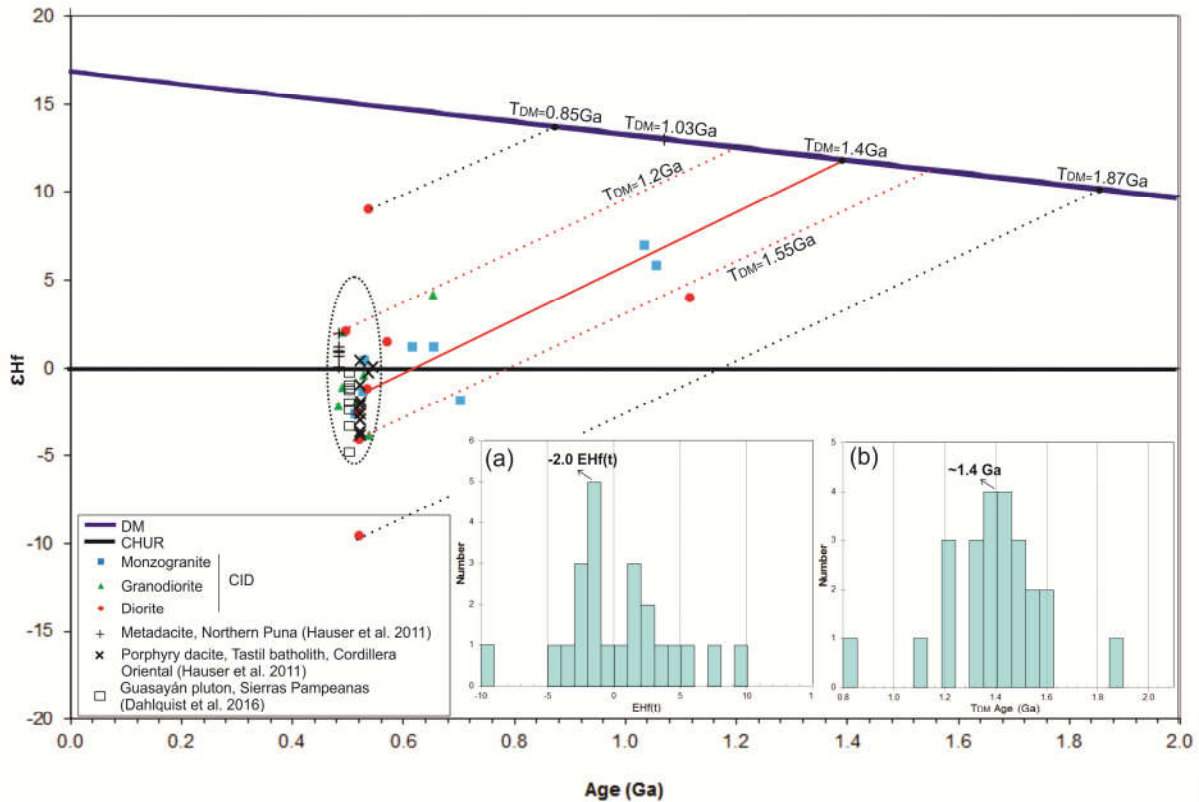 20
15
10
5
0
-5
-10
-15
-20
εHf
TDM=0.85Ga
TDM=1.03Ga
TDM=1.4Ga
TDM=1.87Ga
TDM=1.2Ga
TDM=1.55Ga
DM
CHUR
Monzogranite
Granodiorite
CID
Diorite
Metadacite, Northern Puna (Hauser et al. 2011)
Porphyry dacite, Tastil batholith, Cordillera
Oriental (Hauser et al. 2011)
Guasayán pluton, Sierras Pampeanas
(Dahlquist et al. 2016)
(a)
-2.0 EHf(t)
6
5
4
3
2
1
0
Number
-10
-5
0
5
10
1
EHf(t)
(b)
~1.4 Ga
5
4
3
2
1
0
Number
0.8
1.0
1.2
1.4
1.6
1.8
2.0
TDM Age (Ga)
0.0
0.2
0.4
0.6
0.8
1.0
1.2
1.4
1.6
1.8
2.0
Age (Ga)